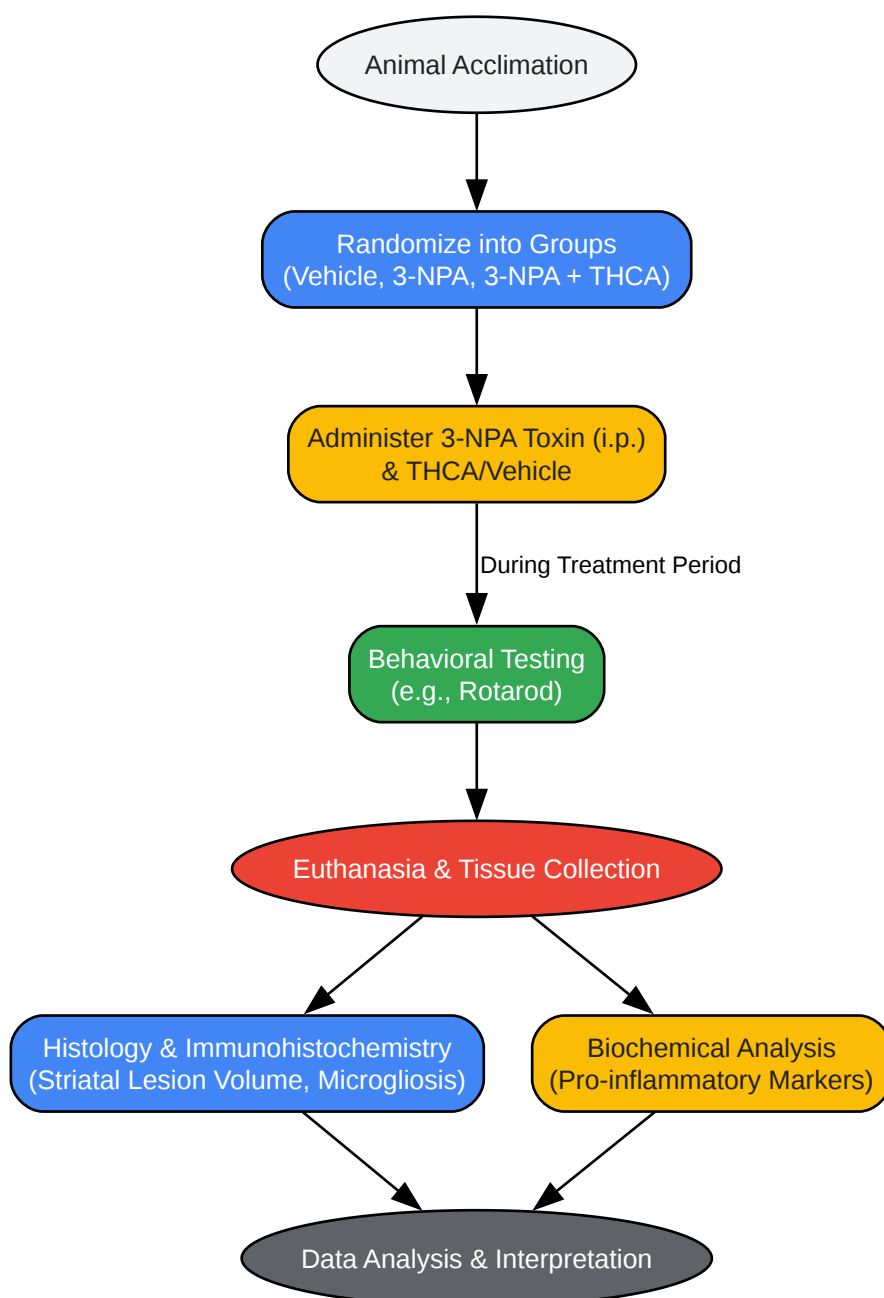 Animal Acclimation
Randomize into Groups
(Vehicle, 3-NPA, 3-NPA + THCA)
Administer 3-NPA Toxin (i.p.)
& THCA/Vehicle
During Treatment Period
Behavioral Testing
(e.g., Rotarod)
Euthanasia & Tissue Collection
Histology & Immunohistochemistry
(Striatal Lesion Volume, Microgliosis)
Biochemical Analysis
(Pro-inflammatory Markers)
Data Analysis & Interpretation